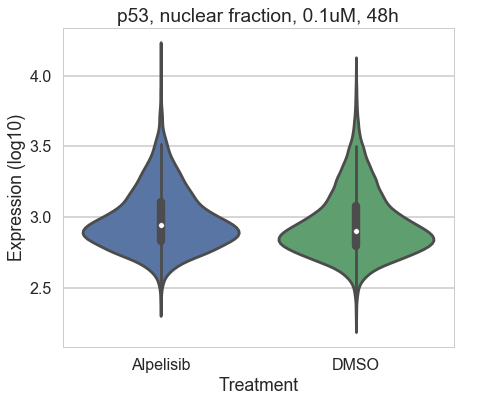 p53, nuclear fraction, 0.1uM, 48h
4.0
3.5
3.0
2.5
Expression (log10)
Alpelisib DMSO
Treatment